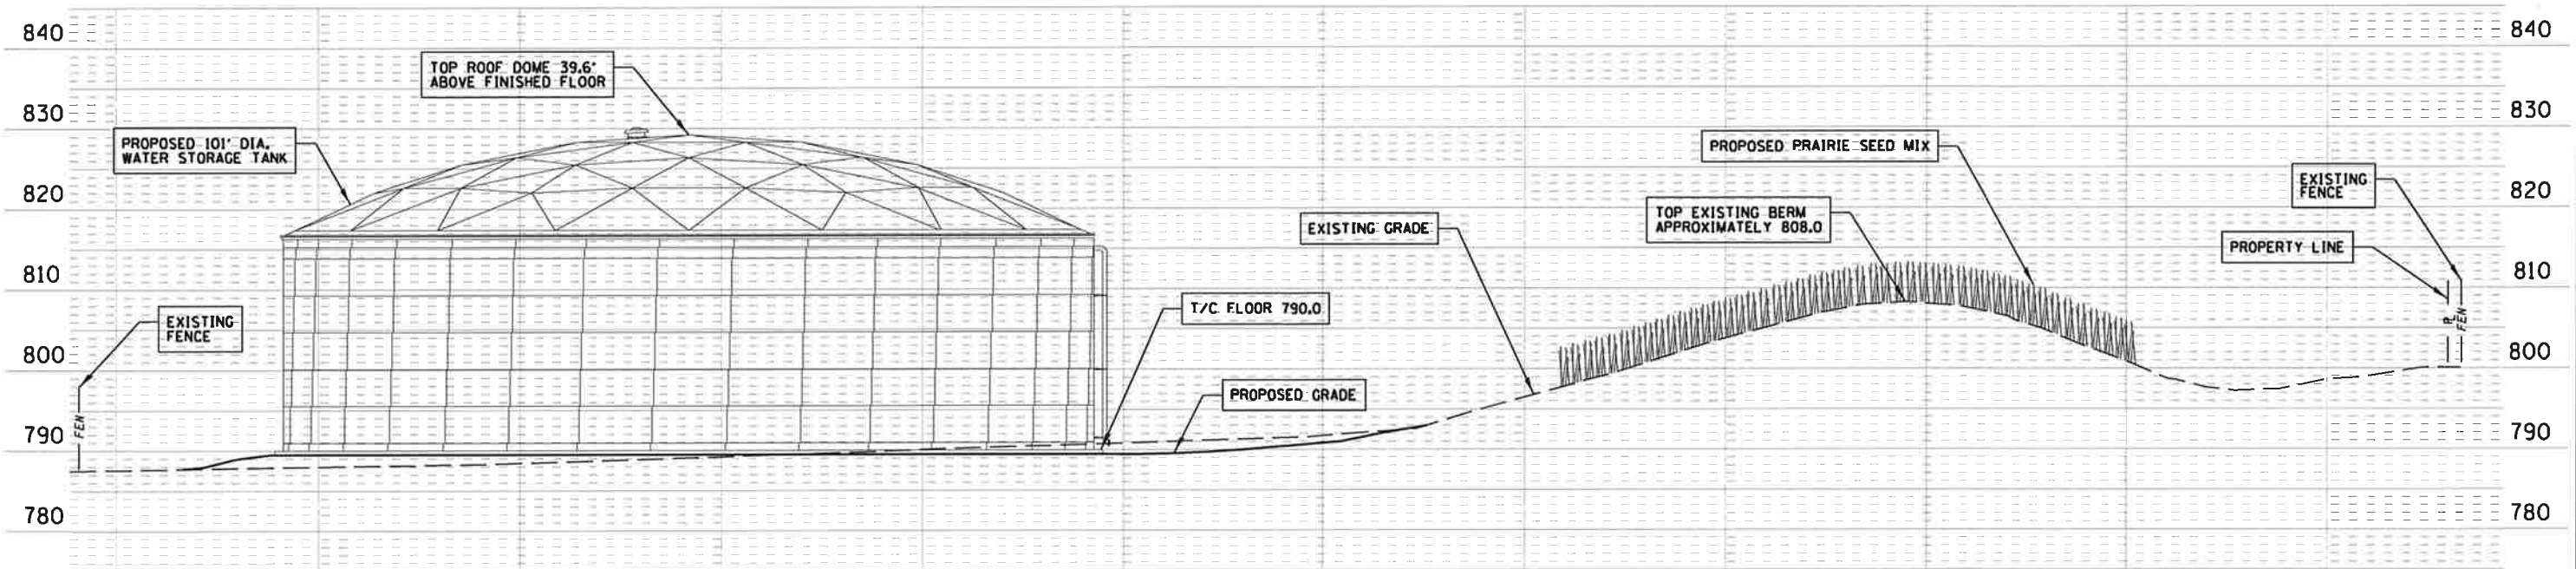 840
830
820
810
800
790
780
TOP ROOF DOME 39.6'
ABOVE FINISHED FLOOR
PROPOSED 101' DIA.
WATER STORAGE TANK
EXISTING
FENCE
FEN
T/C FLOOR 790.0
PROPOSED GRADE
EXISTING GRADE
TOP EXISTING BERM
APPROXIMATELY 808.0
PROPOSED PRAIRIE SEED MIX
EXISTING
FENCE
PROPERTY LINE
PL
FEN
840
830
820
810
800
790
780